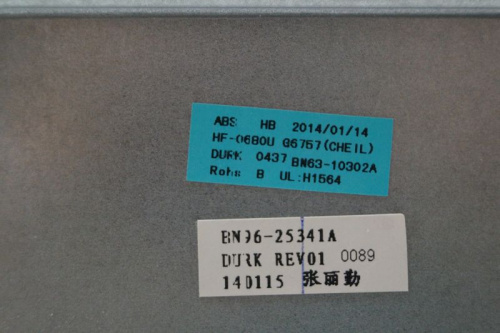 ABS HB 2014/01/14
HF-0680U G6757(CHEIL)
DURK 0437 BN63-10302A
RoHs B UL:H1564
BN96-25341A
DURK REV01 0089
140115 张丽勤